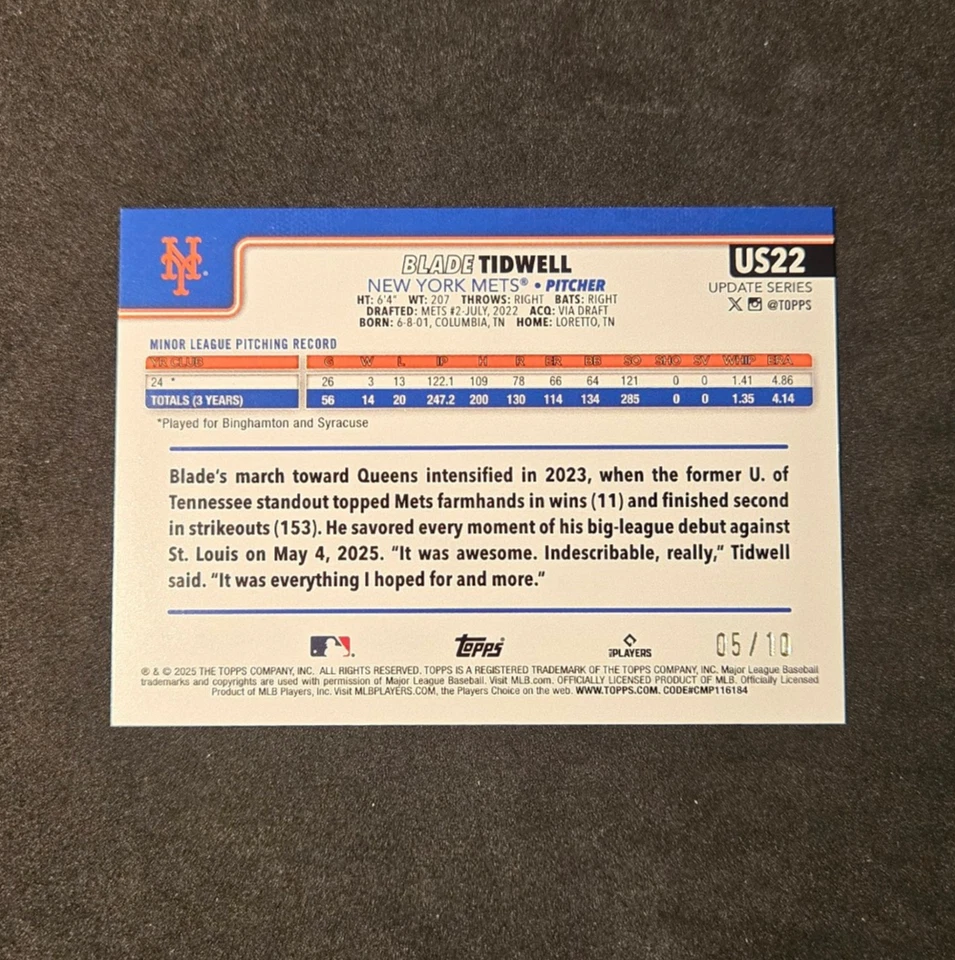 NY
BLADE TIDWELL
US22
NEW YORK METS® • PITCHER
UPDATE SERIES
HT: 6'4" WT: 207 THROWS: RIGHT BATS: RIGHT
X @TOPPS
DRAFTED: METS #2-JULY, 2022 ACQ: VIA DRAFT
BORN: 6-8-01, COLUMBIA, TN HOME: LORETTO, TN
MINOR LEAGUE PITCHING RECORD
YR CLUB G W L IP H R ER BB SO SHO SV WHIP ERA
24 * 26 3 13 122.1 109 78 66 64 121 0 0 1.41 4.86
TOTALS (3 YEARS) 56 14 20 247.2 200 130 114 134 285 0 0 1.35 4.14
*Played for Binghamton and Syracuse
Blade's march toward Queens intensified in 2023, when the former U. of
Tennessee standout topped Mets farmhands in wins (11) and finished second
in strikeouts (153). He savored every moment of his big-league debut against
St. Louis on May 4, 2025. "It was awesome. Indescribable, really," Tidwell
said. "It was everything I hoped for and more."
Topps
MLB PLAYERS
05/10
® & © 2025 THE TOPPS COMPANY, INC. ALL RIGHTS RESERVED. TOPPS IS A REGISTERED TRADEMARK OF THE TOPPS COMPANY, INC. Major League Baseball
trademarks and copyrights are used with permission of Major League Baseball. Visit MLB.com. OFFICIALLY LICENSED PRODUCT OF MLB. Officially Licensed
Product of MLB Players, Inc. Visit MLBPLAYERS.COM, the Players Choice on the web. WWW.TOPPS.COM. CODE#CMP116184